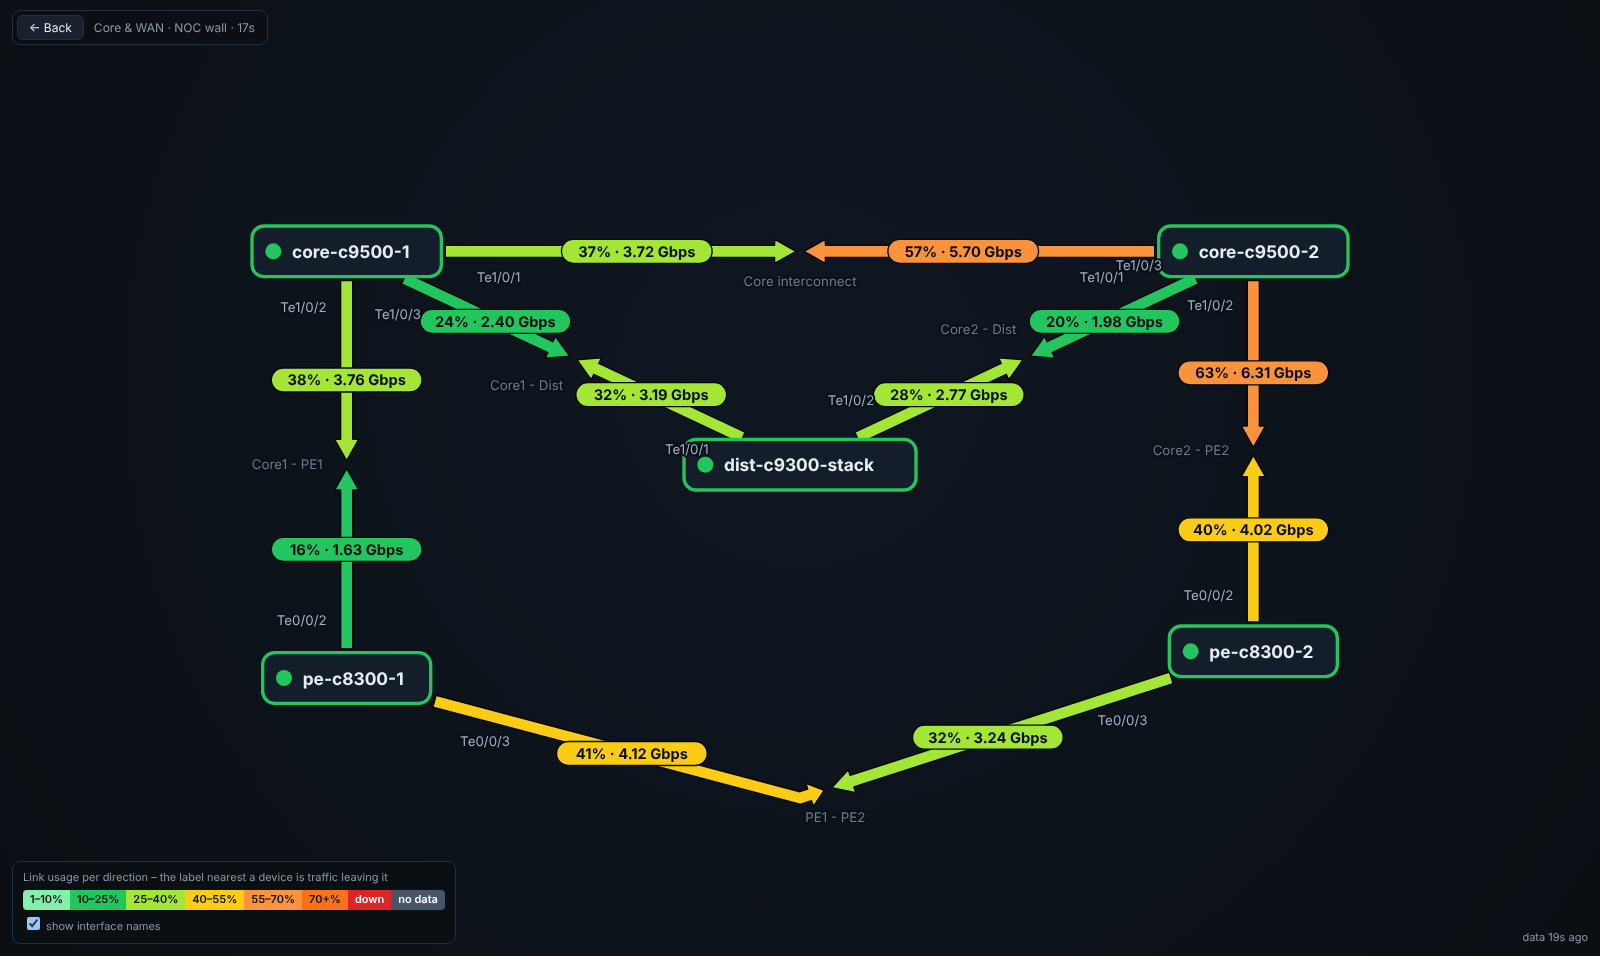 ← Back Core & WAN · NOC wall · 17s
core-c9500-1
37% · 3.72 Gbps
57% · 5.70 Gbps
core-c9500-2
Te1/0/1
Core interconnect
Te1/0/1
Te1/0/3
Te1/0/2
Te1/0/3
24% · 2.40 Gbps
Core2 - Dist
20% · 1.98 Gbps
Te1/0/2
38% · 3.76 Gbps
Core1 - Dist
32% · 3.19 Gbps
Te1/0/2
28% · 2.77 Gbps
63% · 6.31 Gbps
Te1/0/1
dist-c9300-stack
Core1 - PE1
Core2 - PE2
16% · 1.63 Gbps
40% · 4.02 Gbps
Te0/0/2
Te0/0/2
pe-c8300-1
pe-c8300-2
Te0/0/3
41% · 4.12 Gbps
32% · 3.24 Gbps
Te0/0/3
PE1 - PE2
Link usage per direction – the label nearest a device is traffic leaving it
1–10% 10–25% 25–40% 40–55% 55–70% 70+% down no data
show interface names
data 19s ago